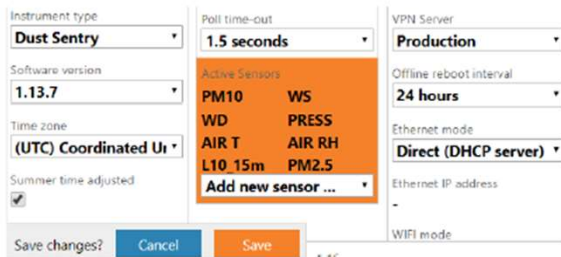 Instrument type
Dust Sentry
Software version
1.13.7
Time zone
(UTC) Coordinated Ur
Summer time adjusted
Save changes?
Cancel
Save
Poll time-out
1.5 seconds
Active Sensors
PM10 WS
WD PRESS
AIR T AIR RH
L10_15m PM2.5
Add new sensor ...
VPN Server
Production
Offline reboot interval
24 hours
Ethernet mode
Direct (DHCP server)
Ethernet IP address
-
WIFI mode